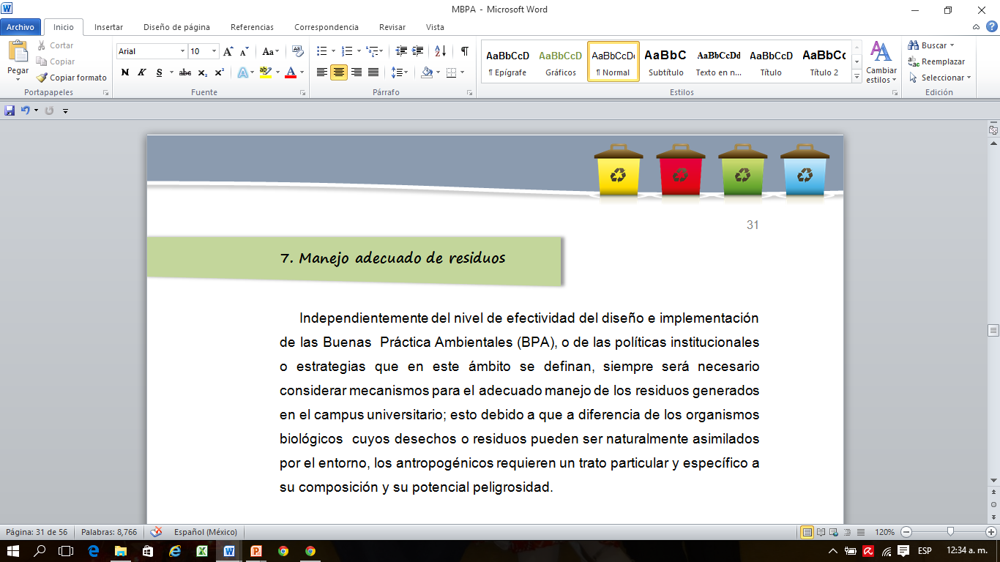 MBPA - Microsoft Word
Archivo Inicio Insertar Diseño de página Referencias Correspondencia Revisar Vista
Pegar
Cortar
Copiar
Copiar formato
Portapapeles
Arial 10
N K S abc x₂ x² A ab A
Aa
Fuente
Párrafo
AaBbCcD AaBbCcD AaBbCcDc AaBbC AaBbCcDd AaBbCcD AaBbCc
¶ Epígrafe Gráficos ¶ Normal Subtítulo Texto en n... Título Título 2
Cambiar estilos
Estilos
Buscar
Reemplazar
Seleccionar
Edición
31
7. Manejo adecuado de residuos
Independientemente del nivel de efectividad del diseño e implementación
de las Buenas Práctica Ambientales (BPA), o de las políticas institucionales
o estrategias que en este ámbito se definan, siempre será necesario
considerar mecanismos para el adecuado manejo de los residuos generados
en el campus universitario; esto debido a que a diferencia de los organismos
biológicos cuyos desechos o residuos pueden ser naturalmente asimilados
por el entorno, los antropogénicos requieren un trato particular y específico a
su composición y su potencial peligrosidad.
Página: 31 de 56 Palabras: 8,766 Español (México) 120%
ESP 12:34 a. m.